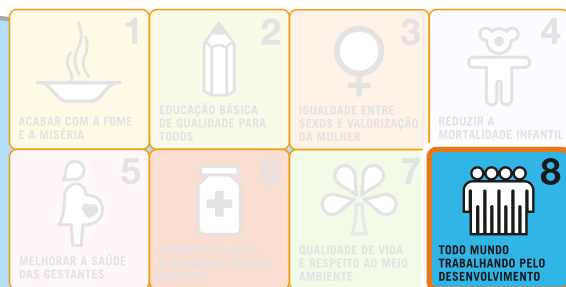 1
ACABAR COM A FOME
E A MISÉRIA
2
EDUCAÇÃO BÁSICA
DE QUALIDADE PARA
TODOS
3
IGUALDADE ENTRE
SEXOS E VALORIZAÇÃO
DA MULHER
4
REDUZIR A
MORTALIDADE INFANTIL
5
MELHORAR A SAÚDE
DAS GESTANTES
6
COMBATER A AIDS
7
QUALIDADE DE VIDA
E RESPEITO AO MEIO
AMBIENTE
8
TODO MUNDO
TRABALHANDO PELO
DESENVOLVIMENTO